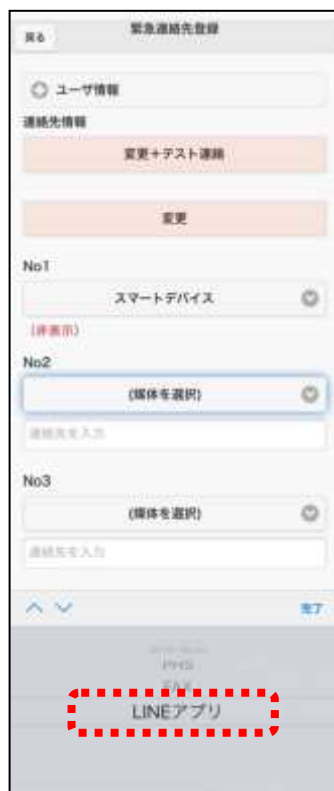 戻る
緊急連絡先登録
ユーザ情報
連絡先情報
変更+テスト連絡
変更
No1
スマートデバイス
(非表示)
No2
(媒体を選択)
連絡先を入力
No3
(媒体を選択)
連絡先を入力
完了
PHS
FAX
LINEアプリ